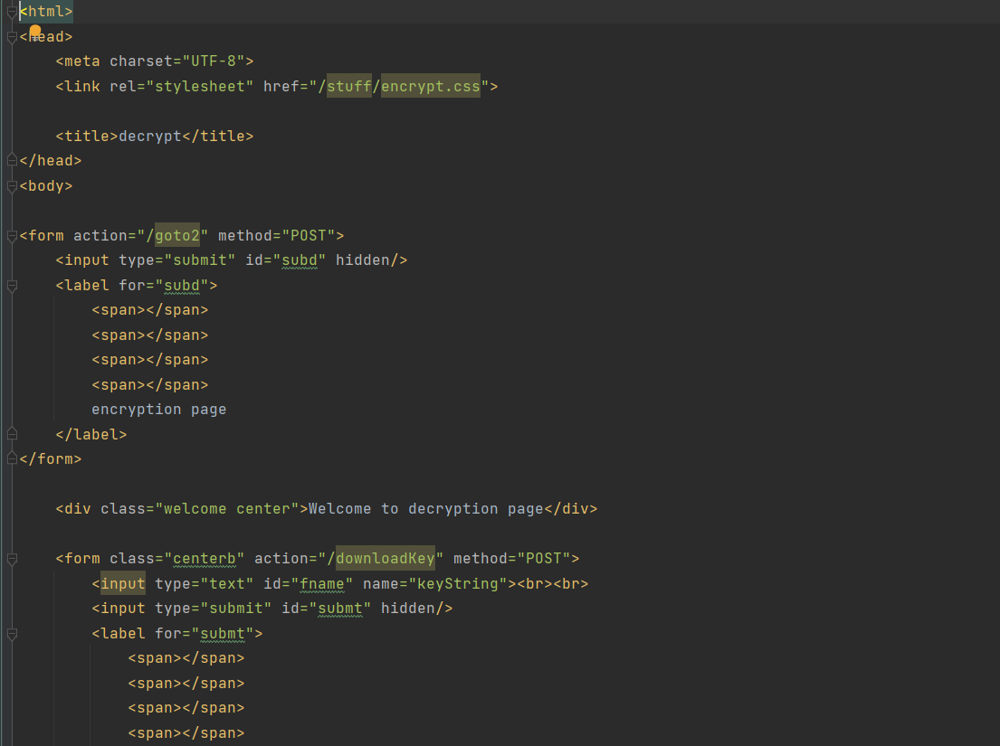 <html>
<head>
<meta charset="UTF-8">
<link rel="stylesheet" href="/stuff/encrypt.css">
<title>decrypt</title>
</head>
<body>
<form action="/goto2" method="POST">
<input type="submit" id="subd" hidden/>
<label for="subd">
<span></span>
<span></span>
<span></span>
<span></span>
encryption page
</label>
</form>
<div class="welcome center">Welcome to decryption page</div>
<form class="centerb" action="/downloadKey" method="POST">
<input type="text" id="fname" name="keyString"><br><br>
<input type="submit" id="submt" hidden/>
<label for="submt">
<span></span>
<span></span>
<span></span>
<span></span>